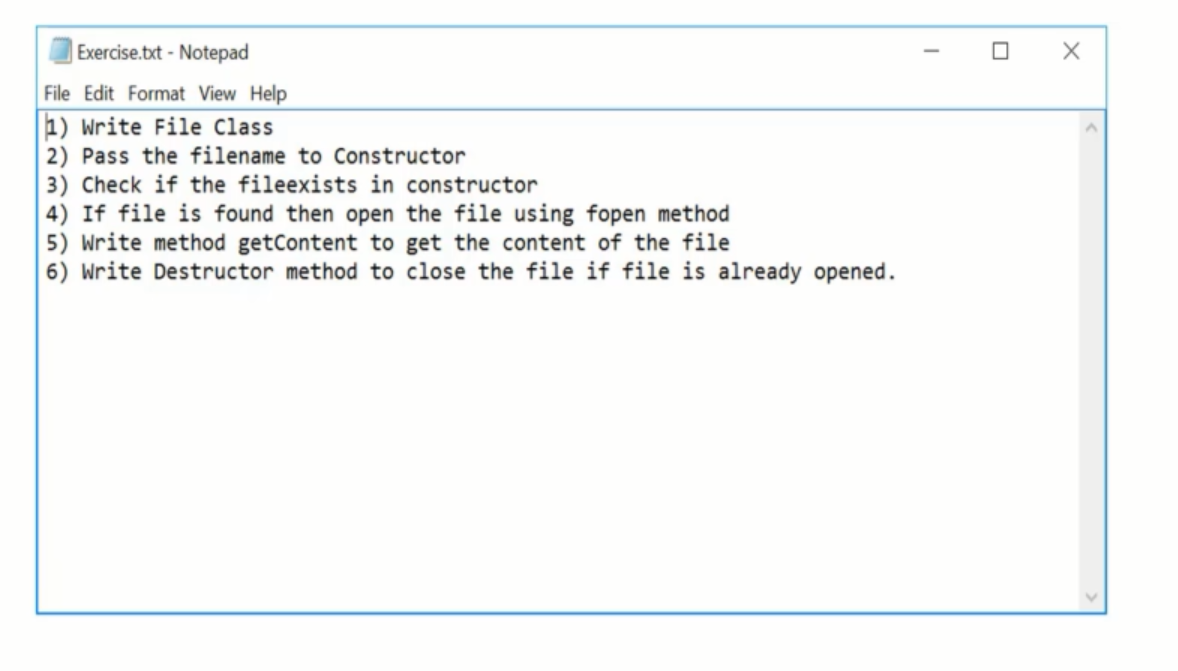 Exercise.txt - Notepad
File Edit Format View Help
1) Write File Class
2) Pass the filename to Constructor
3) Check if the fileexists in constructor
4) If file is found then open the file using fopen method
5) Write method getContent to get the content of the file
6) Write Destructor method to close the file if file is already opened.